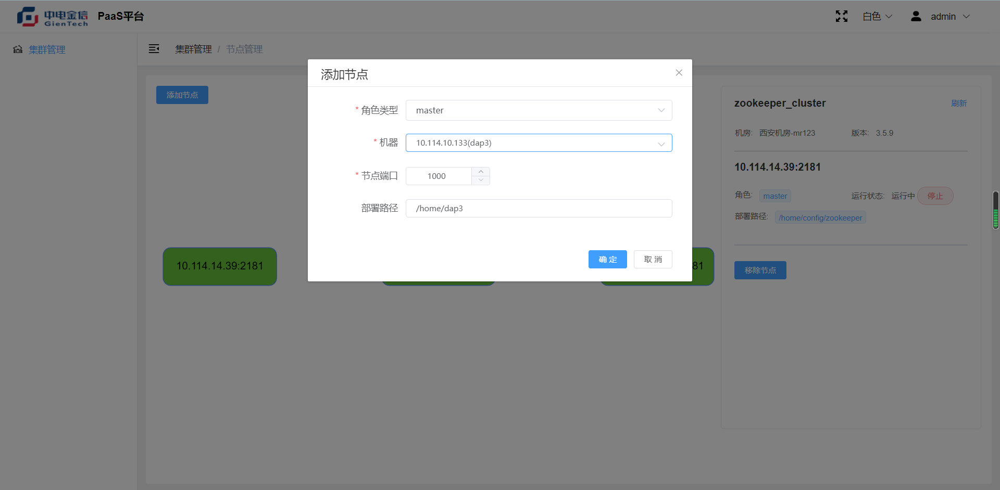 中电金信
GienTech
PaaS平台
白色
admin
集群管理
集群管理 / 节点管理
添加节点
添加节点
* 角色类型 master
* 机器 10.114.10.133(dap3)
* 节点端口 1000
部署路径 /home/dap3
确 定 取 消
10.114.14.39:2181
81
zookeeper_cluster 刷新
机房: 西安机房-mr123 版本: 3.5.9
10.114.14.39:2181
角色: master 运行状态: 运行中 停止
部署路径: /home/config/zookeeper
移除节点